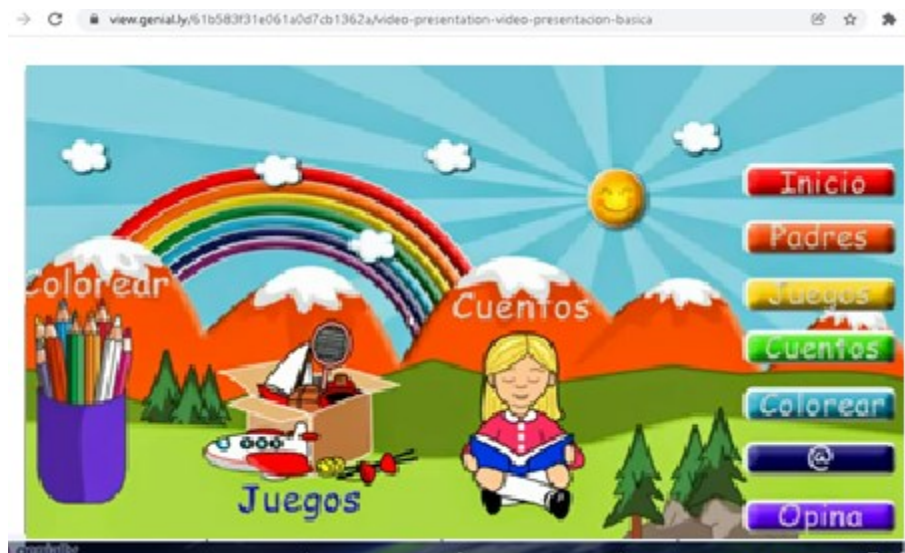 view.genial.ly/61b583f31e061a0d7cb1362a/video-presentation-video-presentacion-basica
Inicio
Padres
Colorear
Juegos
Cuentos
Cuentos
Colorear
@
Juegos
Opina